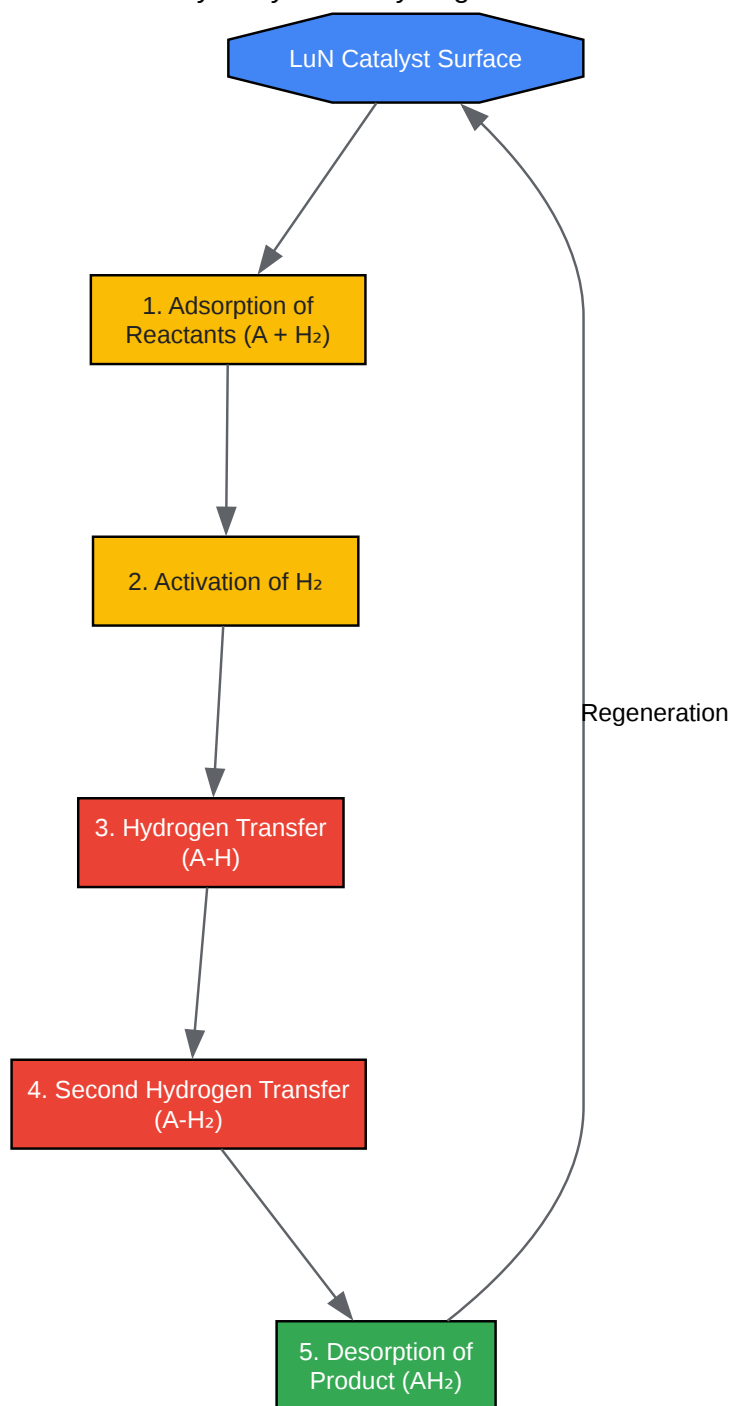 LuN Catalyst Surface
1. Adsorption of
Reactants (A + H₂)
2. Activation of H₂
Regeneration
3. Hydrogen Transfer
(A-H)
4. Second Hydrogen Transfer
(A-H₂)
5. Desorption of
Product (AH₂)